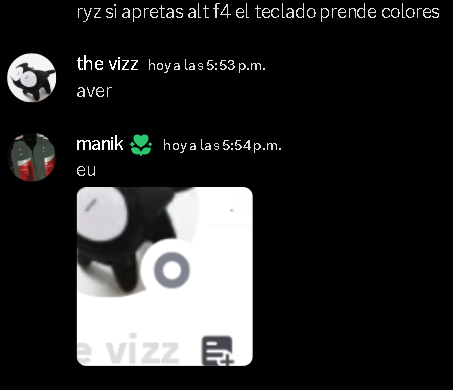 ryz si apretas alt f4 el teclado prende colores
the vizz hoy a las 5:53 p.m.
aver
manik hoy a las 5:54 p.m.
eu
e vizz